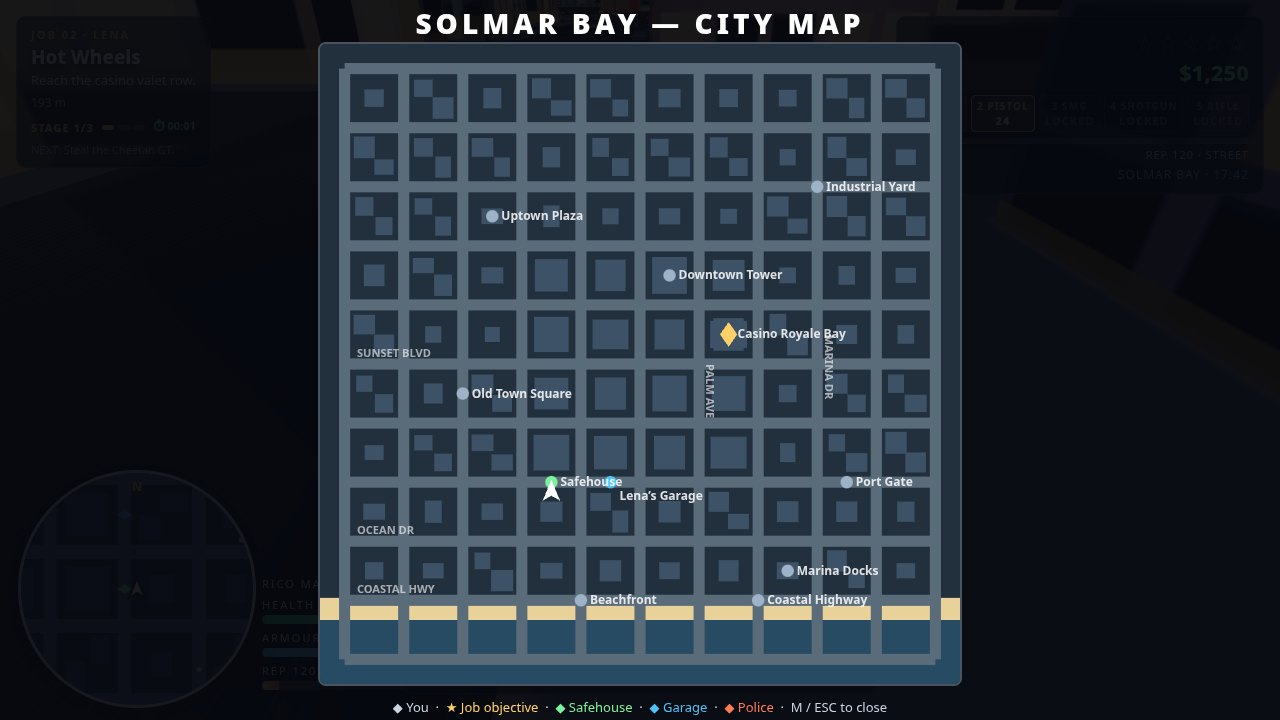 SOLMAR BAY — CITY MAP
JOB 02 · LENA
Hot Wheels
Reach the casino valet row.
193 m
STAGE 1/3
00:01
NEXT: Steal the Cheetah GT.
$1,250
2 PISTOL
24
3 SMG
LOCKED
4 SHOTGUN
LOCKED
5 RIFLE
LOCKED
REP 120 · STREET
SOLMAR BAY · 17:42
Industrial Yard
Uptown Plaza
Downtown Tower
Casino Royale Bay
SUNSET BLVD
MARINA DR
PALM AVE
Old Town Square
Safehouse
Lena's Garage
Port Gate
OCEAN DR
Marina Docks
COASTAL HWY
Beachfront
Coastal Highway
N
RICO MA
HEALTH
ARMOUR
REP 120
◆ You · ★ Job objective · ◆ Safehouse · ◆ Garage · ◆ Police · M / ESC to close